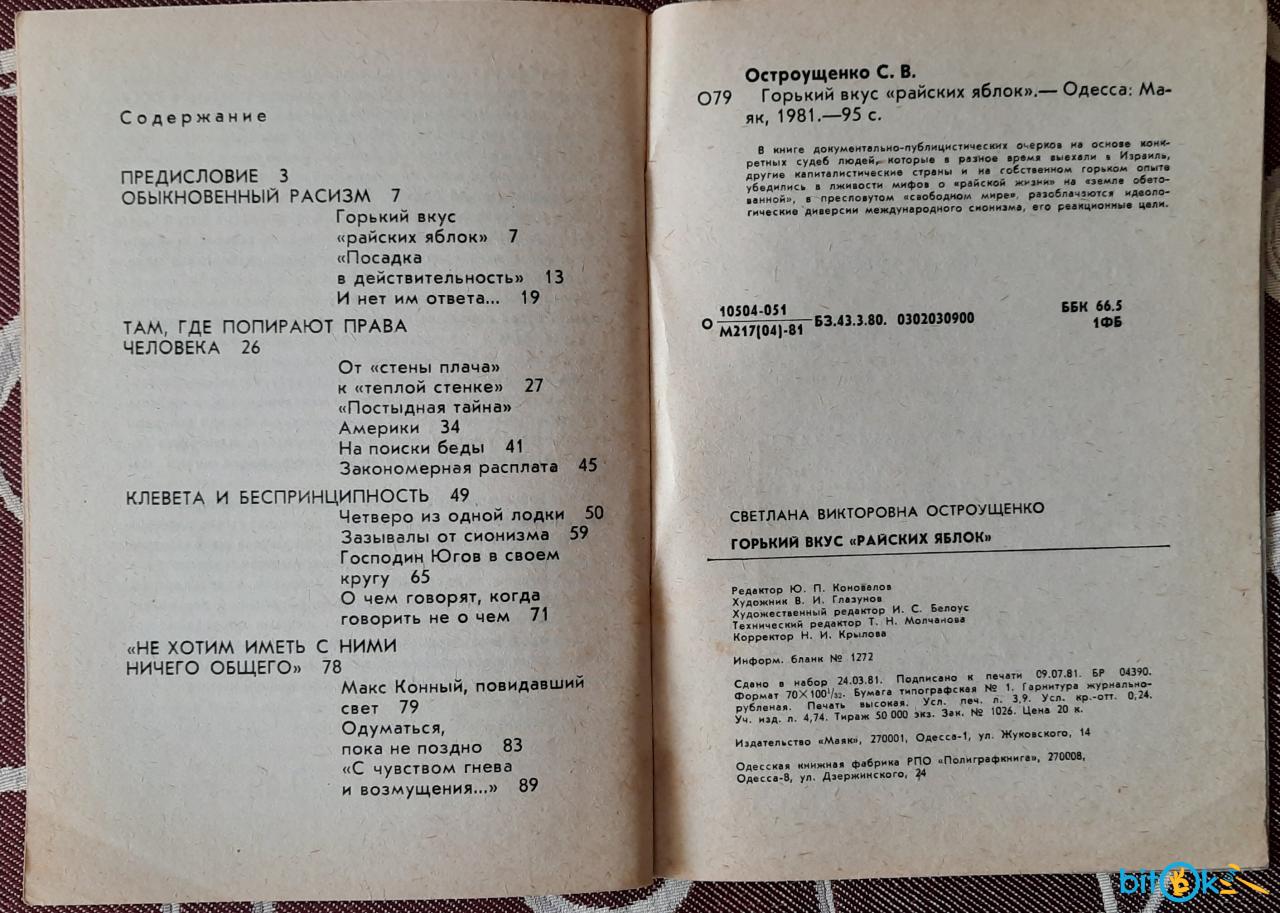 Содержание
ПРЕДИСЛОВИЕ 3
ОБЫКНОВЕННЫЙ РАСИЗМ 7
Горький вкус
«райских яблок» 7
«Посадка
в действительность» 13
И нет им ответа... 19
ТАМ, ГДЕ ПОПИРАЮТ ПРАВА
ЧЕЛОВЕКА 26
От «стены плача»
к «теплой стенке» 27
«Постыдная тайна»
Америки 34
На поиски беды 41
Закономерная расплата 45
КЛЕВЕТА И БЕСПРИНЦИПНОСТЬ 49
Четверо из одной лодки 50
Зазывалы от сионизма 59
Господин Югов в своем
кругу 65
О чем говорят, когда
говорить не о чем 71
«НЕ ХОТИМ ИМЕТЬ С НИМИ
НИЧЕГО ОБЩЕГО» 78
Макс Конный, повидавший
свет 79
Одуматься,
пока не поздно 83
«С чувством гнева
и возмущения...» 89
Остроущенко С. В.
О79 Горький вкус «райских яблок».— Одесса: Ма-
як, 1981.—95 с.
В книге документально-публицистических очерков на основе конк-
ретных судеб людей, которые в разное время выехали в Израиль,
другие капиталистические страны и на собственном горьком опыте
убедились в лживости мифов о «райской жизни» на «земле обето-
ванной», в пресловутом «свободном мире», разоблачаются идеоло-
гические диверсии международного сионизма, его реакционные цели.
О 10504-051
М217(04)-81 БЗ.43.3.80. 0302030900
ББК 66.5
1ФБ
СВЕТЛАНА ВИКТОРОВНА ОСТРОУЩЕНКО
ГОРЬКИЙ ВКУС «РАЙСКИХ ЯБЛОК»
Редактор Ю. П. Коновалов
Художник В. И. Глазунов
Художественный редактор И. С. Белоус
Технический редактор Т. Н. Молчанова
Корректор Н. И. Крылова
Информ. бланк № 1272
Сдано в набор 24.03.81. Подписано к печати 09.07.81. БР 04390.
Формат 70×100¹/₃₂. Бумага типографская № 1. Гарнитура журнально-
рубленая. Печать высокая. Усл. печ. л. 3,9. Усл. кр.-отт. 0,24.
Уч. изд. л. 4,74. Тираж 50 000 экз. Зак. № 1026. Цена 20 к.
Издательство «Маяк», 270001, Одесса-1, ул. Жуковского, 14
Одесская книжная фабрика РПО «Полиграфкнига», 270008,
Одесса-8, ул. Дзержинского, 24